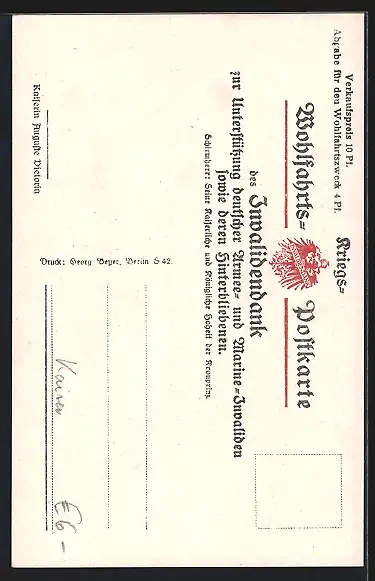 Verkaufspreis 10 Pf.
Abgabe für den Wohlfahrtszweck 4 Pf.
Kriegs=
Wohlfahrts= Postkarte
des Invalidendank
zur Unterstützung deutscher Armee= und Marine=Invaliden
sowie deren Hinterbliebenen.
Schirmherr: Seine Kaiserliche und Königliche Hoheit der Kronprinz.
Druck: Georg Beyer, Berlin S 42.
Kaiserin Auguste Victoria
Kaiser €6,-